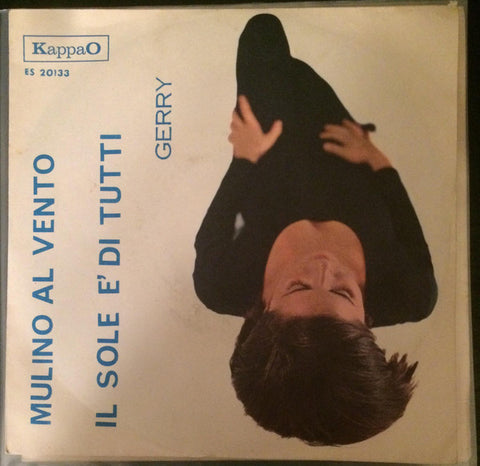 KappaO
ES 20133
MULINO AL VENTO
IL SOLE E' DI TUTTI
GERRY